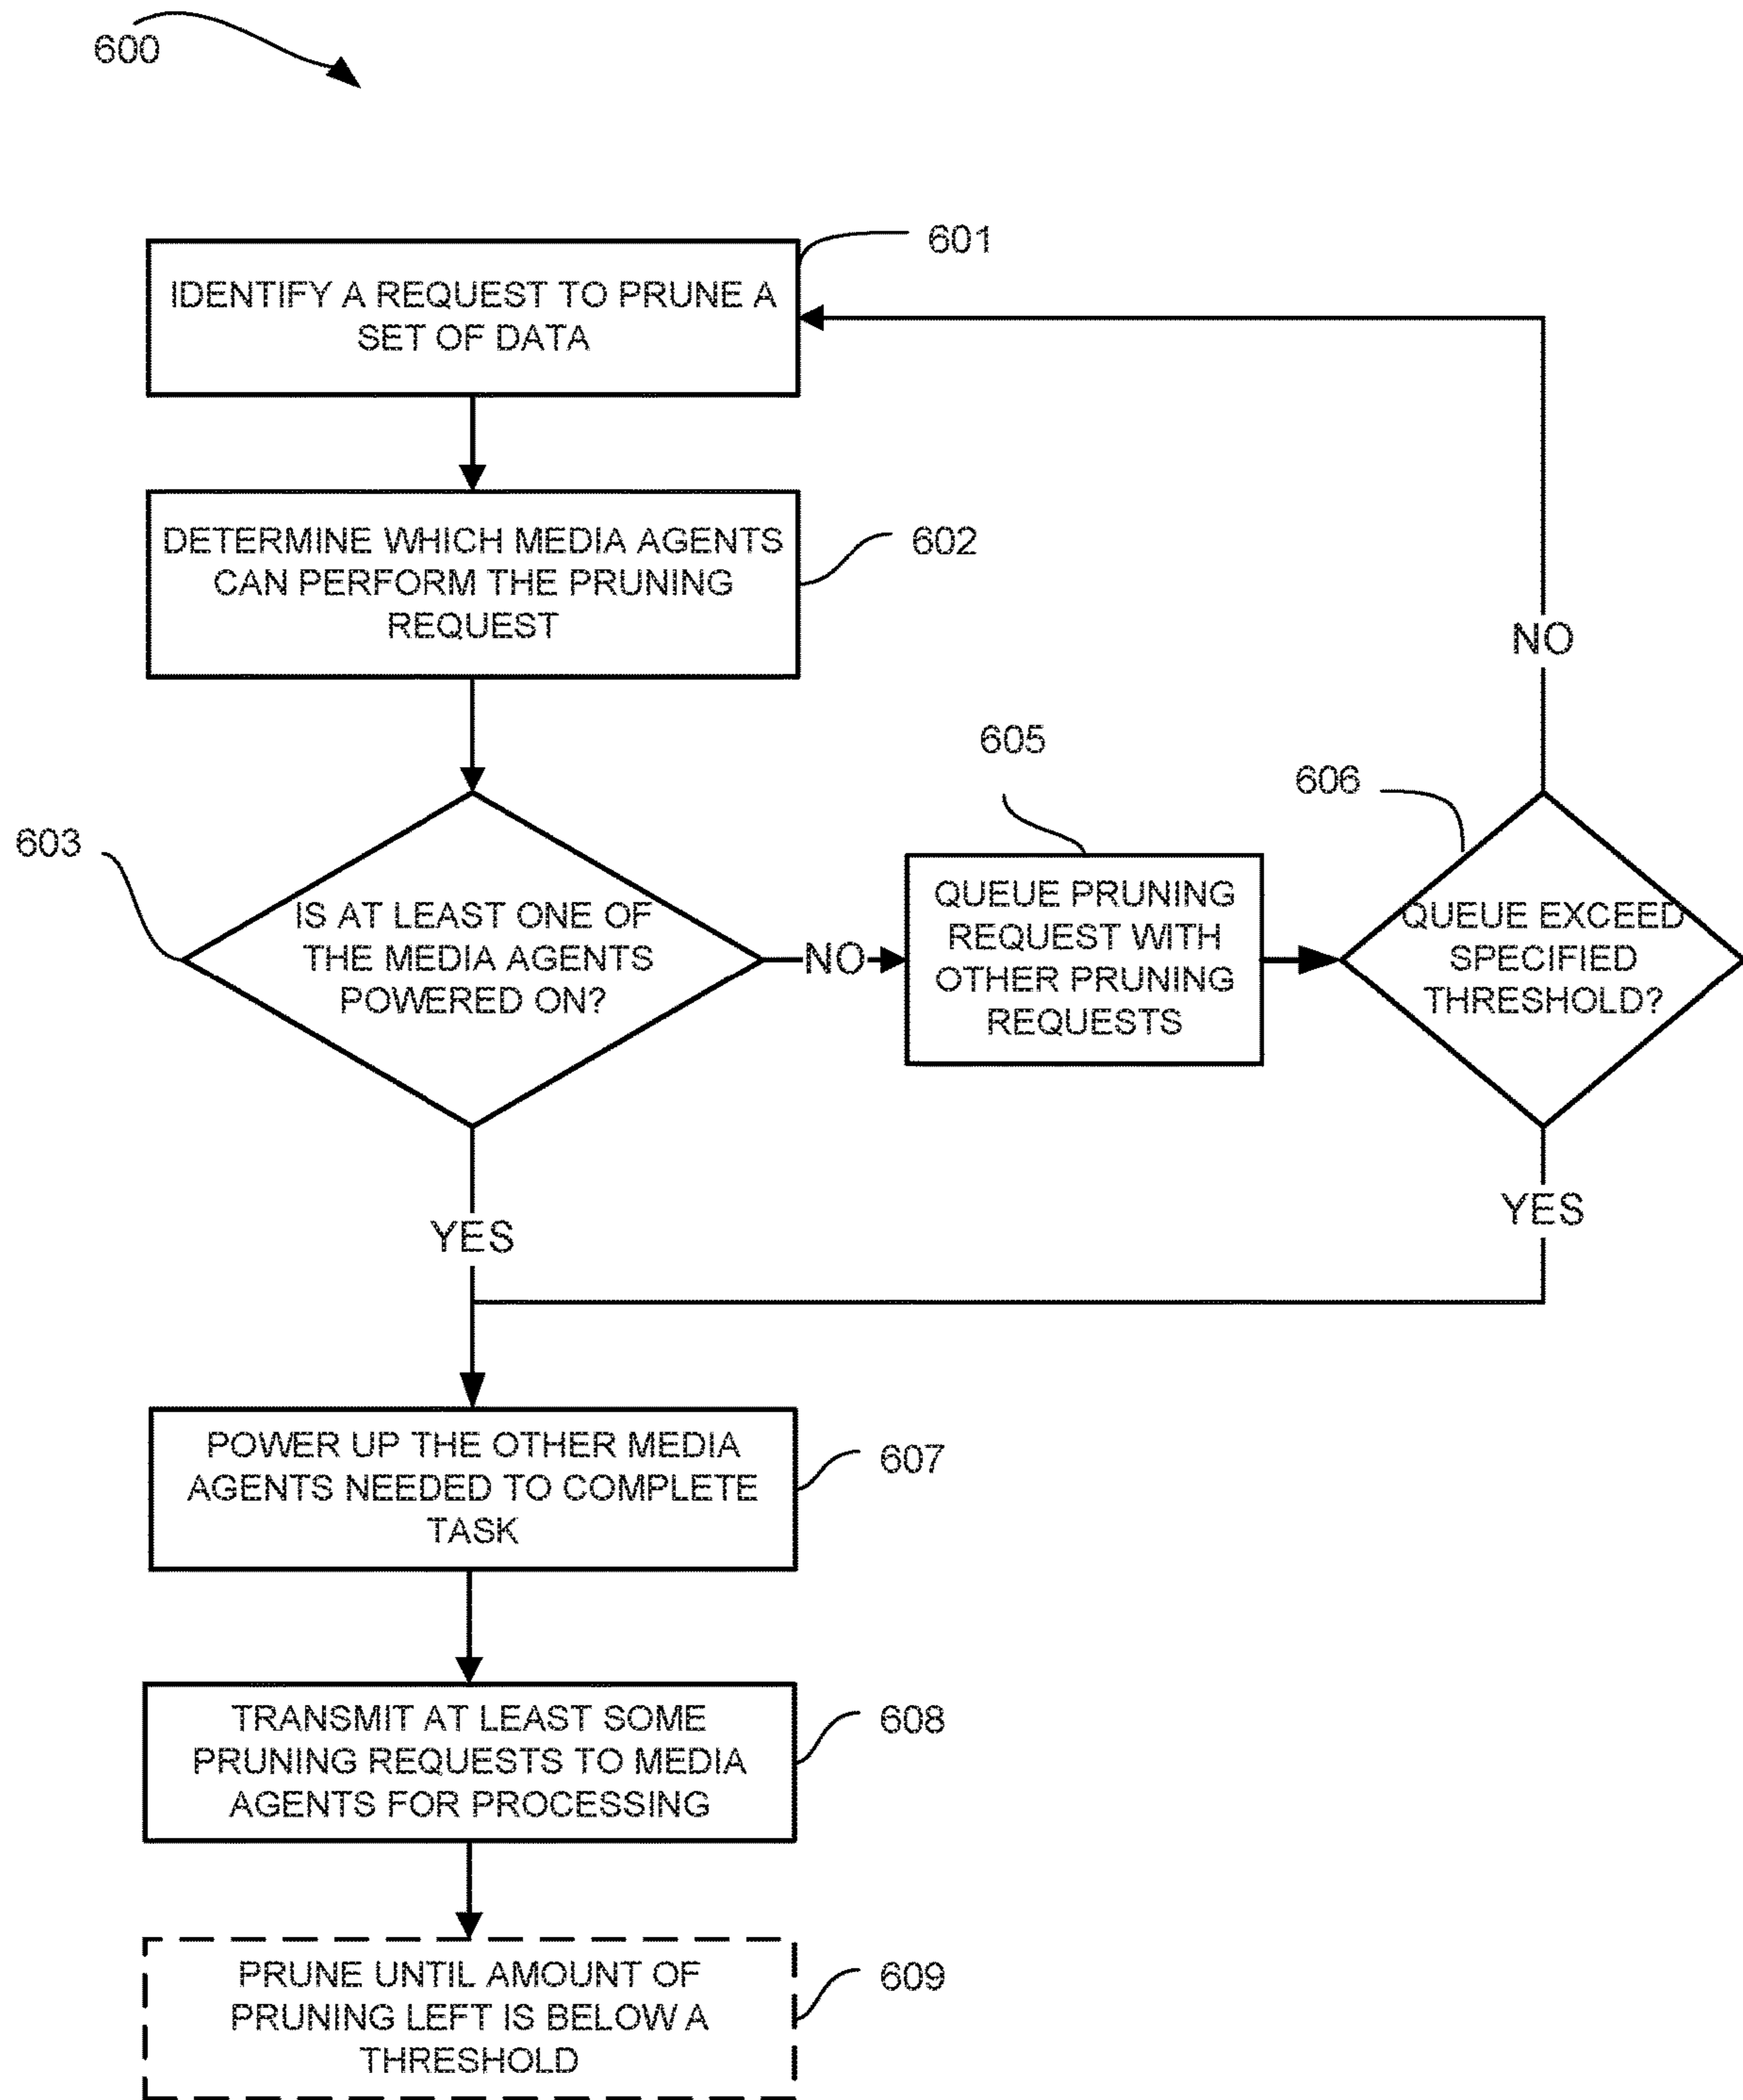 600
601
IDENTIFY A REQUEST TO PRUNE A
SET OF DATA
602
DETERMINE WHICH MEDIA AGENTS
CAN PERFORM THE PRUNING
REQUEST
603
IS AT LEAST ONE OF
THE MEDIA AGENTS
POWERED ON?
NO
605
QUEUE PRUNING
REQUEST WITH
OTHER PRUNING
REQUESTS
606
QUEUE EXCEED
SPECIFIED
THRESHOLD?
NO
YES
YES
607
POWER UP THE OTHER MEDIA
AGENTS NEEDED TO COMPLETE
TASK
608
TRANSMIT AT LEAST SOME
PRUNING REQUESTS TO MEDIA
AGENTS FOR PROCESSING
609
PRUNE UNTIL AMOUNT OF
PRUNING LEFT IS BELOW A
THRESHOLD